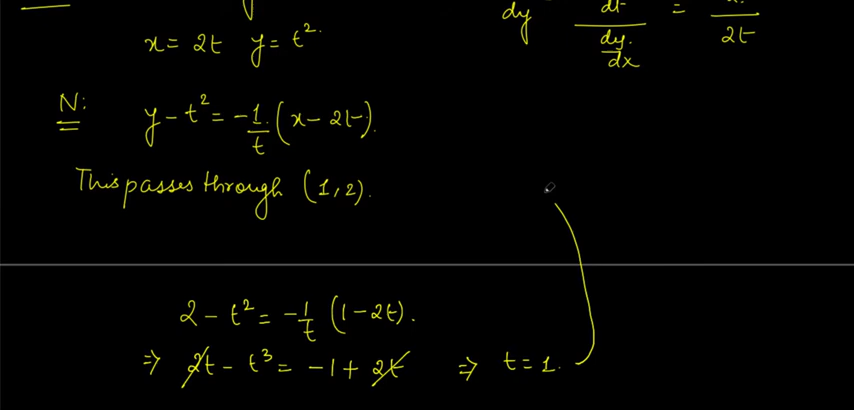 dy dt/(dy/dx) = /2t
x = 2t y = t².
N: y - t² = -1/t (x - 2t).
This passes through (1, 2).
2 - t² = -1/t (1 - 2t).
⇒ 2t - t³ = -1 + 2t ⇒ t = 1.